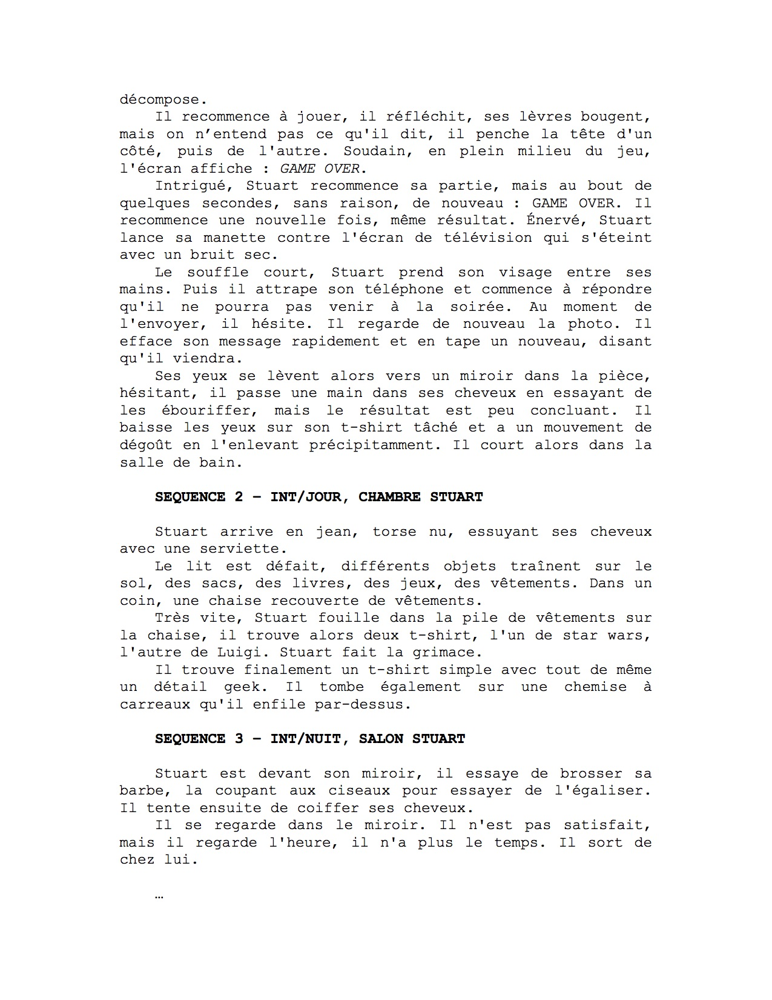 décompose.
Il recommence à jouer, il réfléchit, ses lèvres bougent,
mais on n’entend pas ce qu'il dit, il penche la tête d'un
côté, puis de l'autre. Soudain, en plein milieu du jeu,
l'écran affiche : GAME OVER.
Intrigué, Stuart recommence sa partie, mais au bout de
quelques secondes, sans raison, de nouveau : GAME OVER. Il
recommence une nouvelle fois, même résultat. Énervé, Stuart
lance sa manette contre l'écran de télévision qui s'éteint
avec un bruit sec.
Le souffle court, Stuart prend son visage entre ses
mains. Puis il attrape son téléphone et commence à répondre
qu'il ne pourra pas venir à la soirée. Au moment de
l'envoyer, il hésite. Il regarde de nouveau la photo. Il
efface son message rapidement et en tape un nouveau, disant
qu'il viendra.
Ses yeux se lèvent alors vers un miroir dans la pièce,
hésitant, il passe une main dans ses cheveux en essayant de
les ébouriffer, mais le résultat est peu concluant. Il
baisse les yeux sur son t-shirt tâché et a un mouvement de
dégoût en l'enlevant précipitamment. Il court alors dans la
salle de bain.
SEQUENCE 2 – INT/JOUR, CHAMBRE STUART
Stuart arrive en jean, torse nu, essuyant ses cheveux
avec une serviette.
Le lit est défait, différents objets traînent sur le
sol, des sacs, des livres, des jeux, des vêtements. Dans un
coin, une chaise recouverte de vêtements.
Très vite, Stuart fouille dans la pile de vêtements sur
la chaise, il trouve alors deux t-shirt, l'un de star wars,
l'autre de Luigi. Stuart fait la grimace.
Il trouve finalement un t-shirt simple avec tout de même
un détail geek. Il tombe également sur une chemise à
carreaux qu'il enfile par-dessus.
SEQUENCE 3 – INT/NUIT, SALON STUART
Stuart est devant son miroir, il essaye de brosser sa
barbe, la coupant aux ciseaux pour essayer de l'égaliser.
Il tente ensuite de coiffer ses cheveux.
Il se regarde dans le miroir. Il n'est pas satisfait,
mais il regarde l'heure, il n'a plus le temps. Il sort de
chez lui.
…